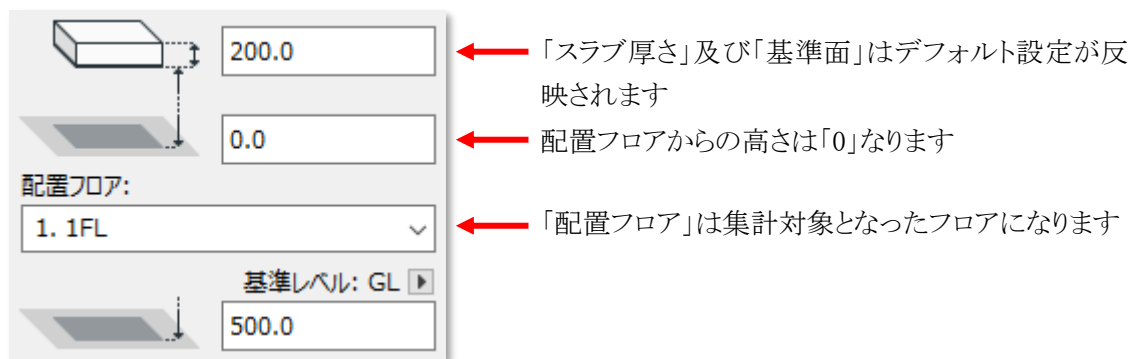 200.0
「スラブ厚さ」及び「基準面」はデフォルト設定が反
映されます
0.0
配置フロアからの高さは「0」なります
配置フロア:
1. 1FL
「配置フロア」は集計対象となったフロアになります
基準レベル: GL
500.0